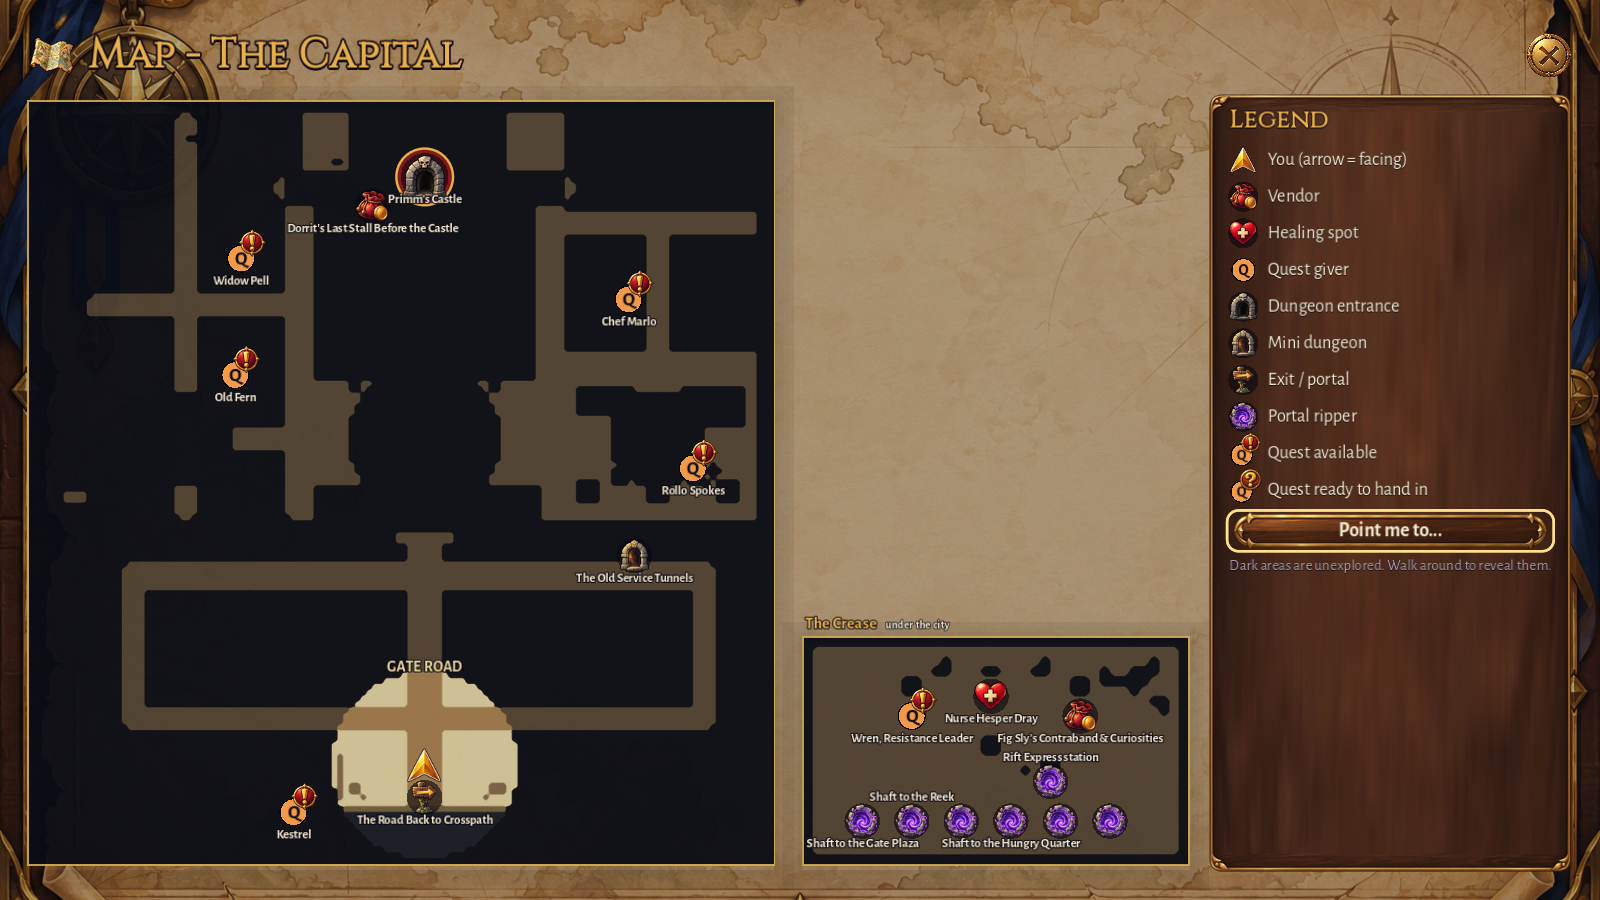 Map - The Capital
Primm's Castle
Dorrit's Last Stall Before the Castle
Q
Widow Pell
Q
Chef Marlo
Q
Old Fern
Q
Rollo Spokes
The Old Service Tunnels
GATE ROAD
Q
Kestrel
The Road Back to Crosspath
The Crease under the city
Q
Nurse Hesper Dray
Wren, Resistance Leader
Fig Sly's Contraband & Curiosities
Rift Express station
Shaft to the Reek
Shaft to the Gate Plaza
Shaft to the Hungry Quarter
Legend
You (arrow = facing)
Vendor
Healing spot
Q Quest giver
Dungeon entrance
Mini dungeon
Exit / portal
Portal ripper
Q! Quest available
Q? Quest ready to hand in
Point me to...
Dark areas are unexplored. Walk around to reveal them.